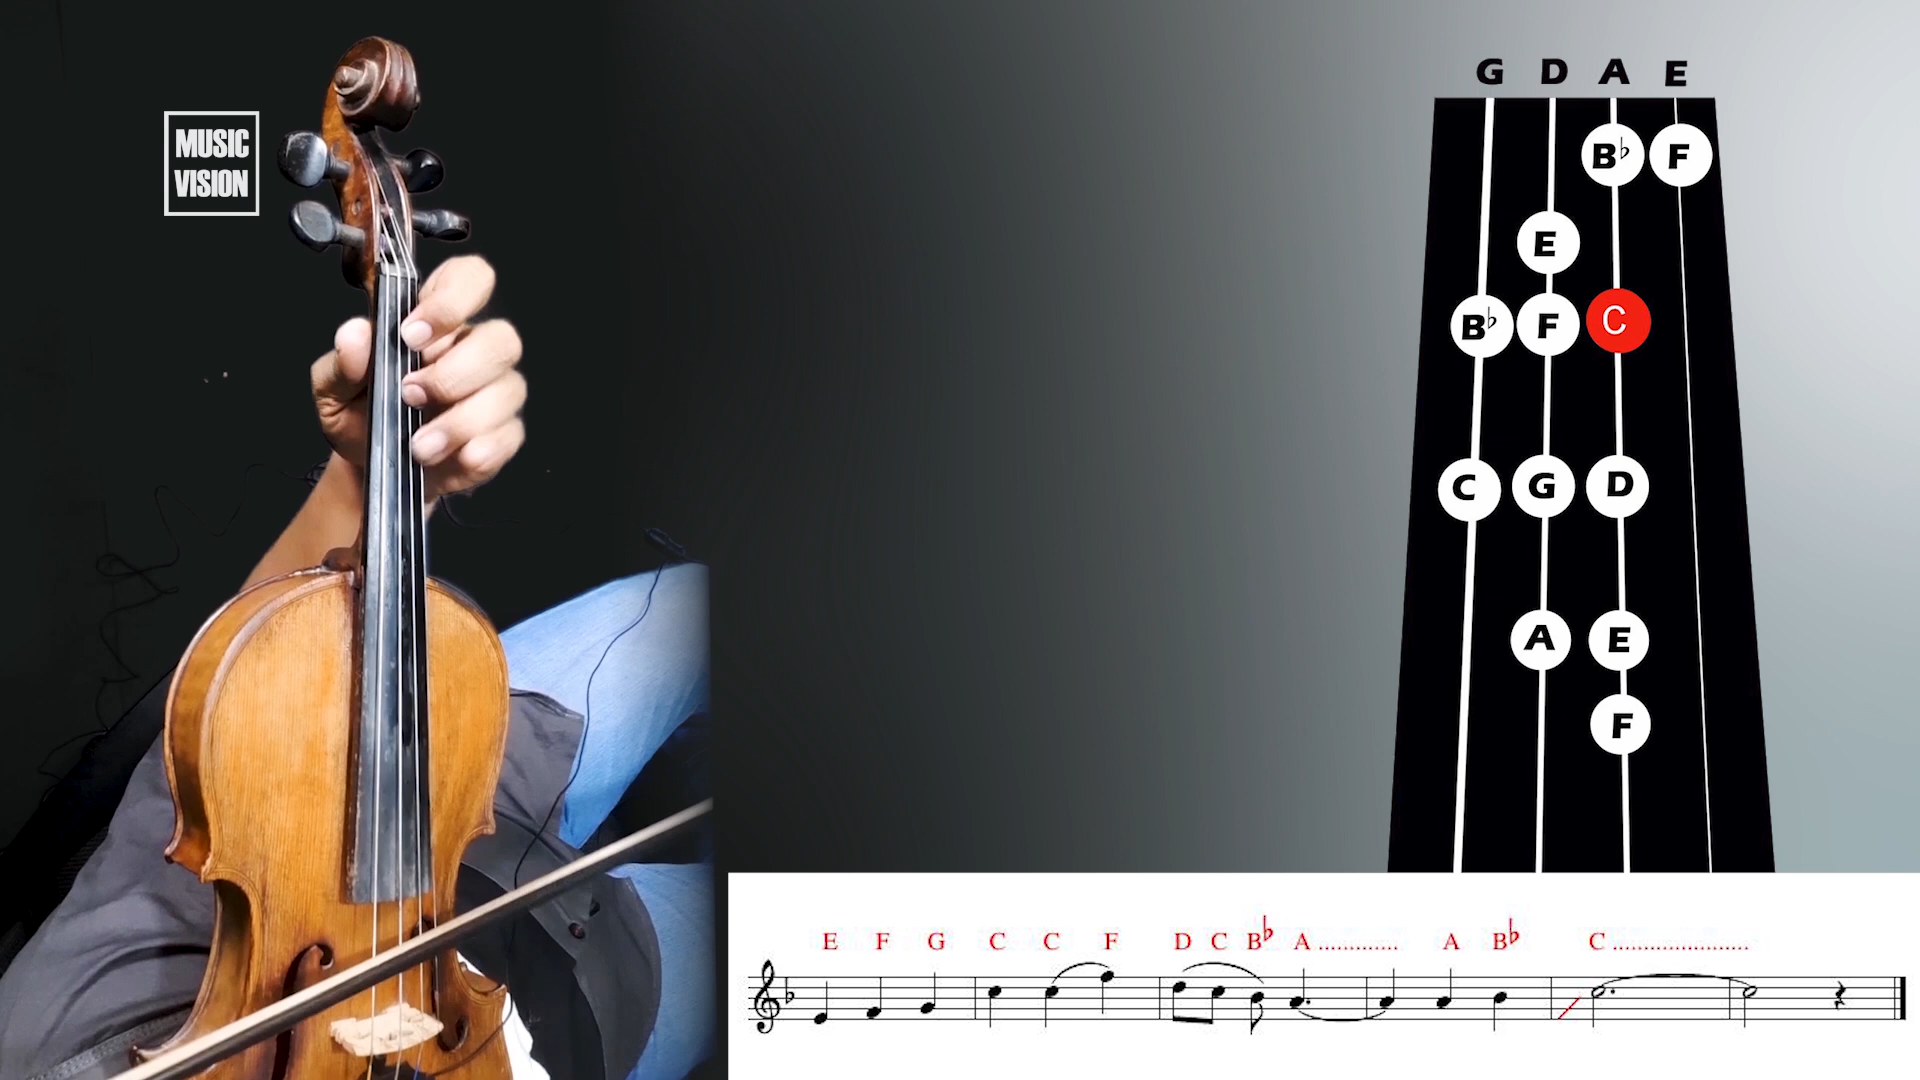 MUSIC
VISION
G D A E
B♭ F
E
B♭ F C
C G D
A E
F
E F G C C F D C B♭ A ............. A B♭ C ......................